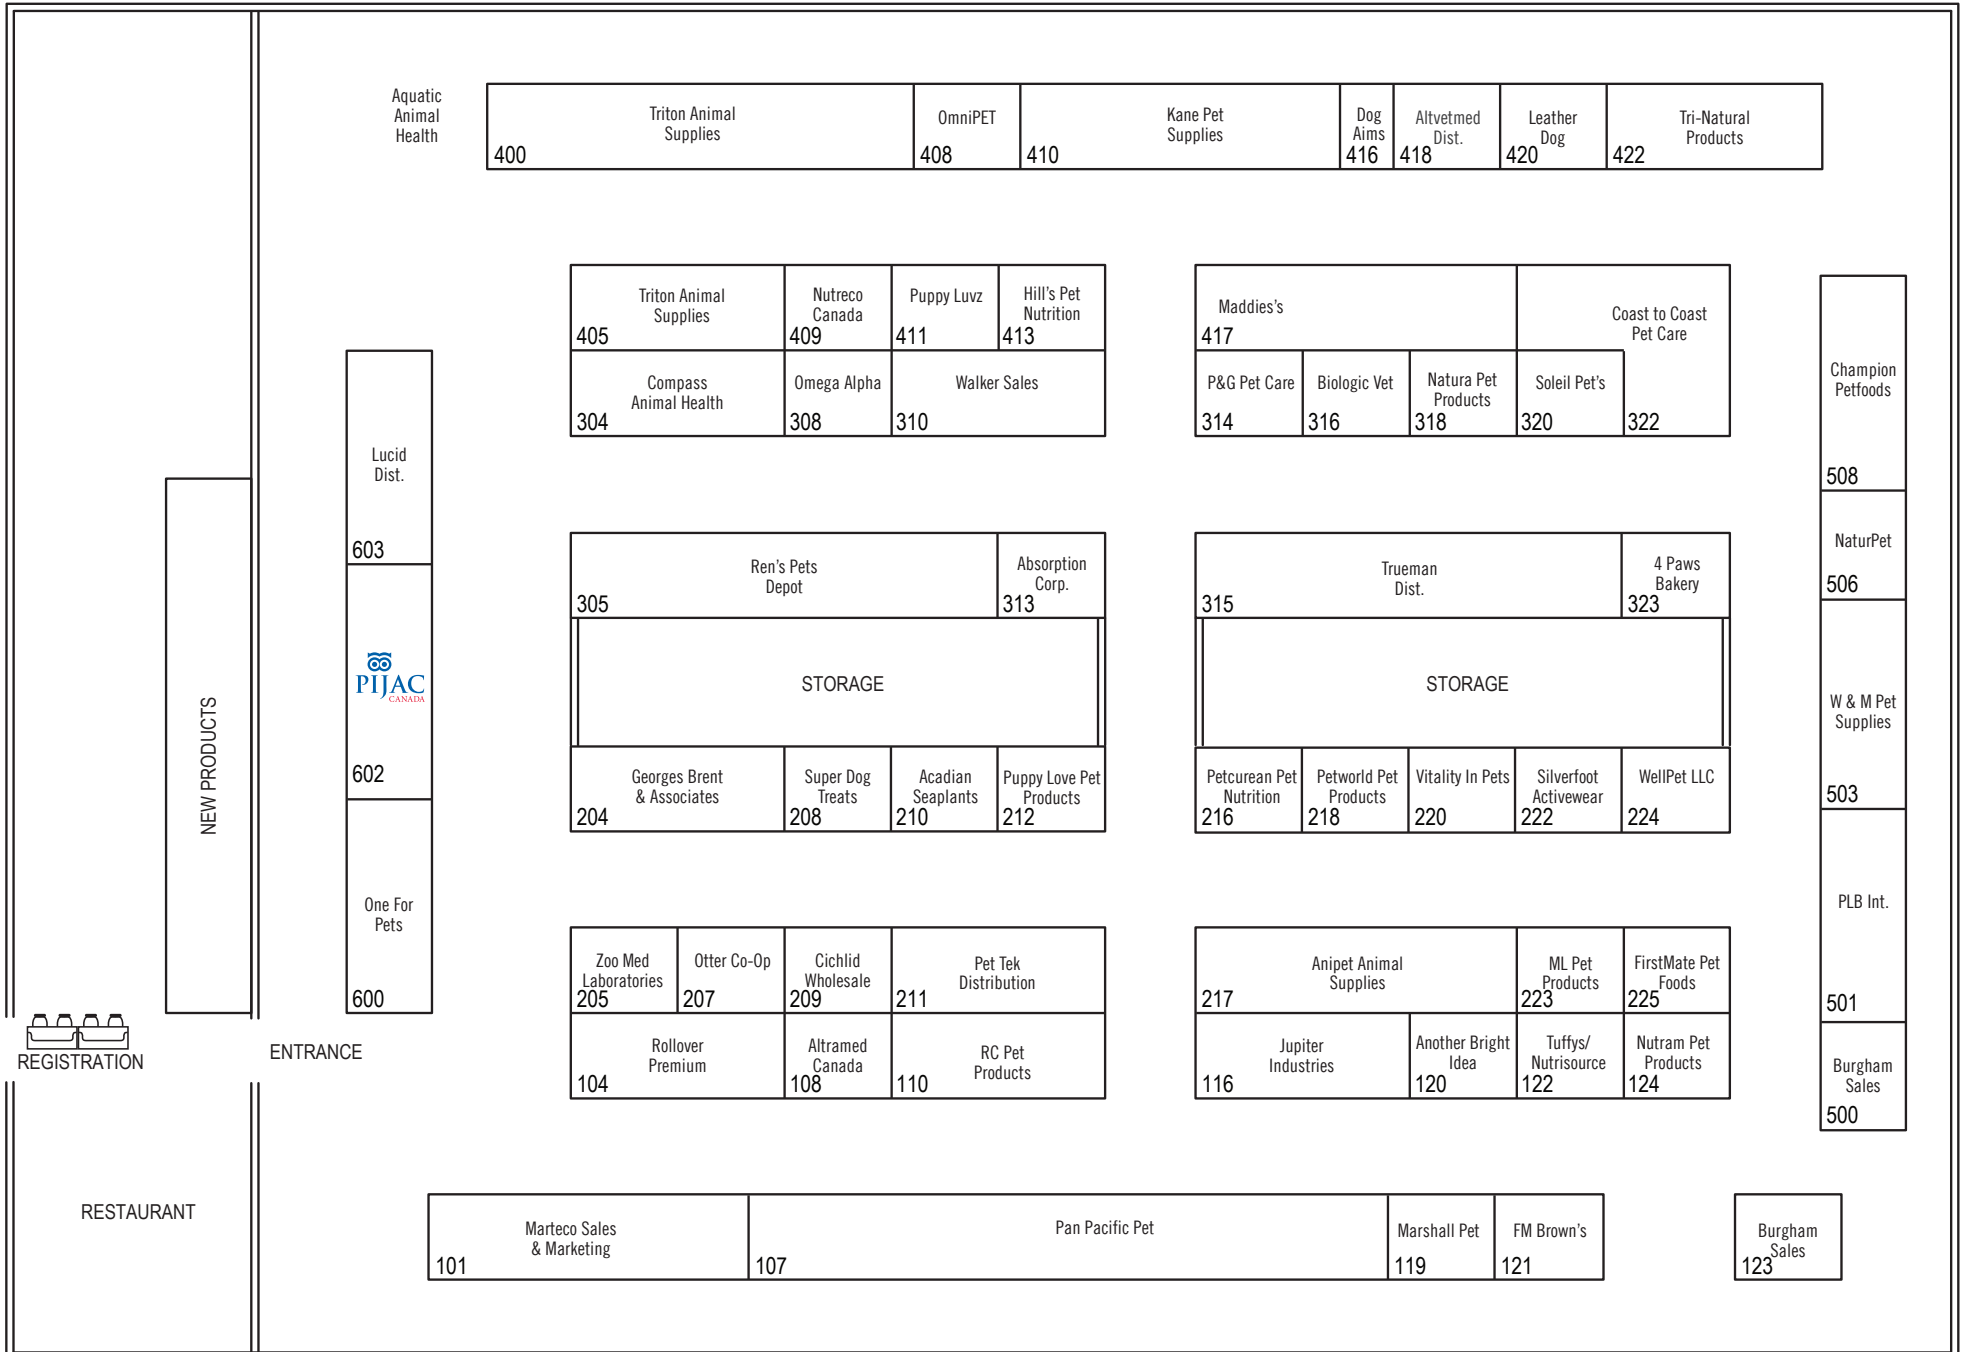 Aquatic
Animal
Health
Triton Animal
Supplies
400
OmniPET
408
Kane Pet
Supplies
410
Dog
Aims
416
Altvetmed
Dist.
418
Leather
Dog
420
Tri-Natural
Products
422
Triton Animal
Supplies
405
Nutreco
Canada
409
Puppy Luvz
411
Hill's Pet
Nutrition
413
Compass
Animal Health
304
Omega Alpha
308
Walker Sales
310
Maddies's
417
Coast to Coast
Pet Care
322
P&G Pet Care
314
Biologic Vet
316
Natura Pet
Products
318
Soleil Pet's
320
Champion
Petfoods
508
NaturPet
506
W & M Pet
Supplies
503
PLB Int.
501
Burgham
Sales
500
Lucid
Dist.
603
PIJAC
CANADA
602
One For
Pets
600
NEW PRODUCTS
Ren's Pets
Depot
305
Absorption
Corp.
313
STORAGE
Georges Brent
& Associates
204
Super Dog
Treats
208
Acadian
Seaplants
210
Puppy Love Pet
Products
212
Trueman
Dist.
315
4 Paws
Bakery
323
STORAGE
Petcurean Pet
Nutrition
216
Petworld Pet
Products
218
Vitality In Pets
220
Silverfoot
Activewear
222
WellPet LLC
224
Zoo Med
Laboratories
205
Otter Co-Op
207
Cichlid
Wholesale
209
Pet Tek
Distribution
211
Rollover
Premium
104
Altramed
Canada
108
RC Pet
Products
110
Anipet Animal
Supplies
217
ML Pet
Products
223
FirstMate Pet
Foods
225
Jupiter
Industries
116
Another Bright
Idea
120
Tuffys/
Nutrisource
122
Nutram Pet
Products
124
REGISTRATION
ENTRANCE
RESTAURANT
Marteco Sales
& Marketing
101
Pan Pacific Pet
107
Marshall Pet
119
FM Brown's
121
Burgham
Sales
123